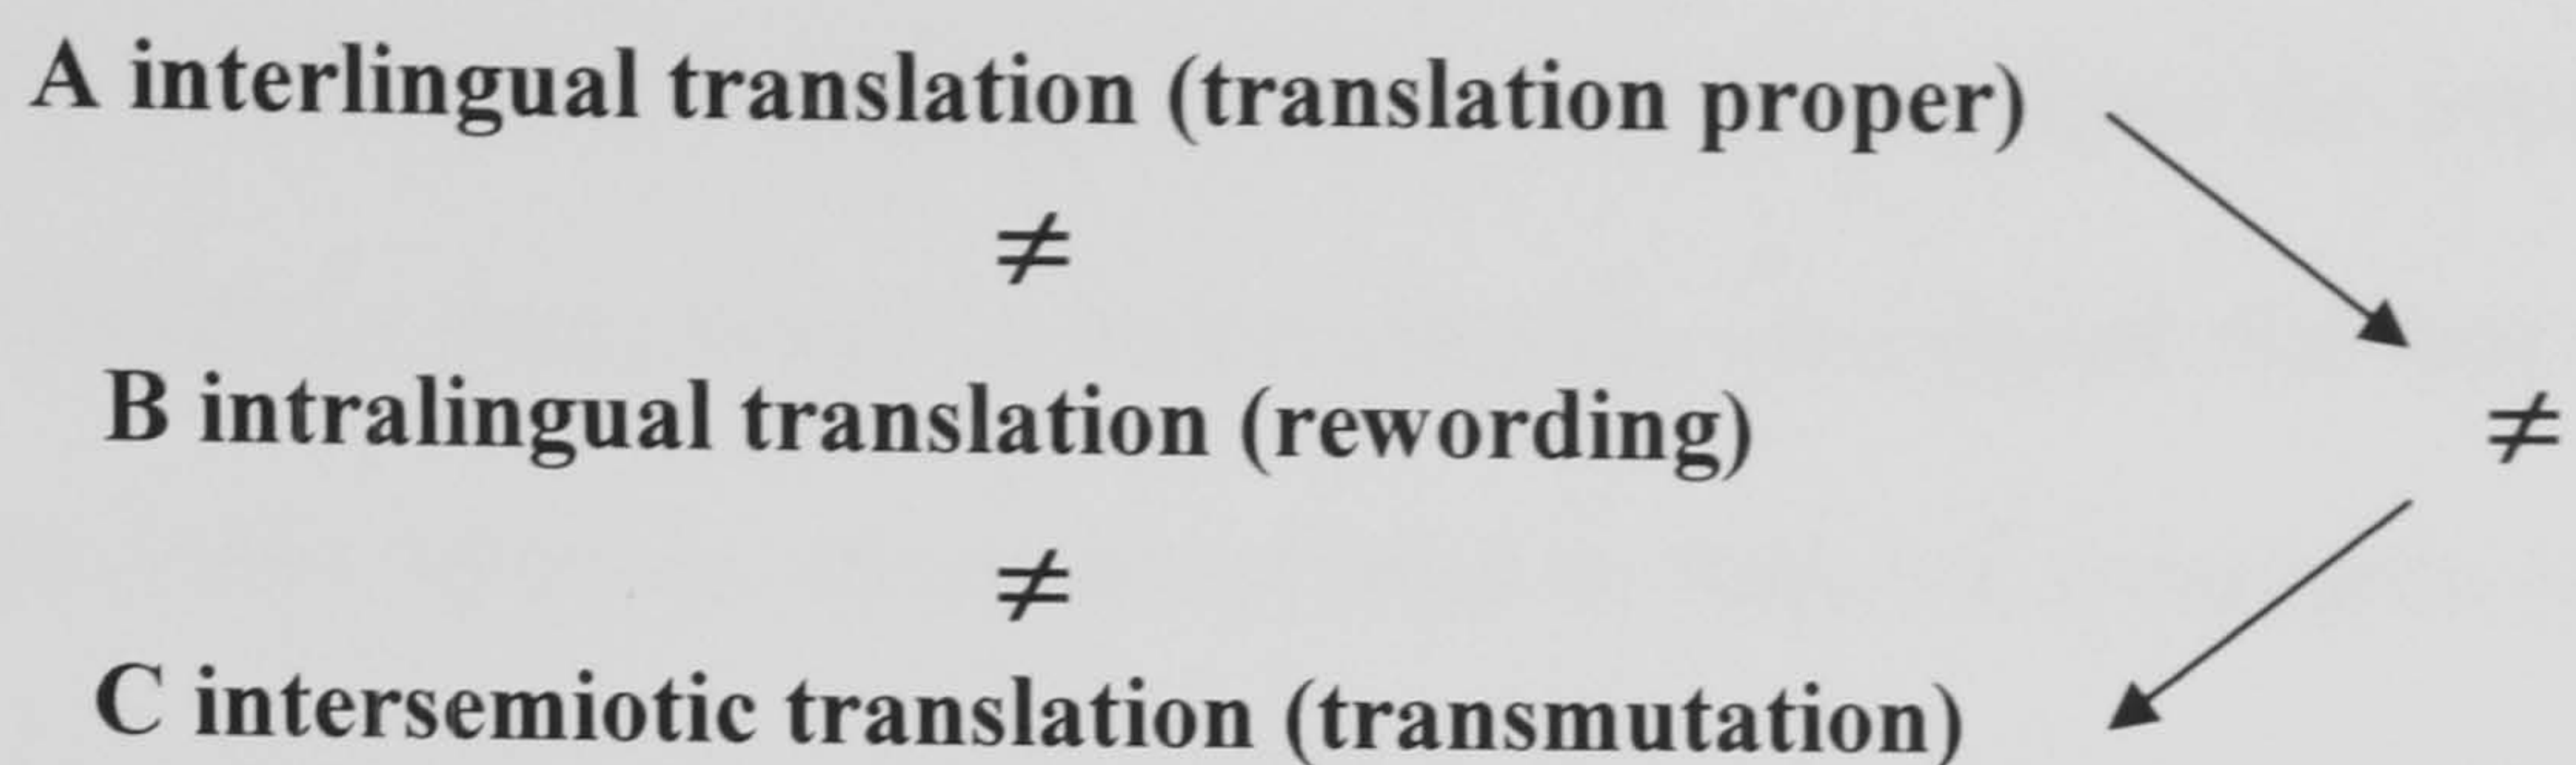 A interlingual translation (translation proper)
≠
B intralingual translation (rewording)
≠
≠
C intersemiotic translation (transmutation)